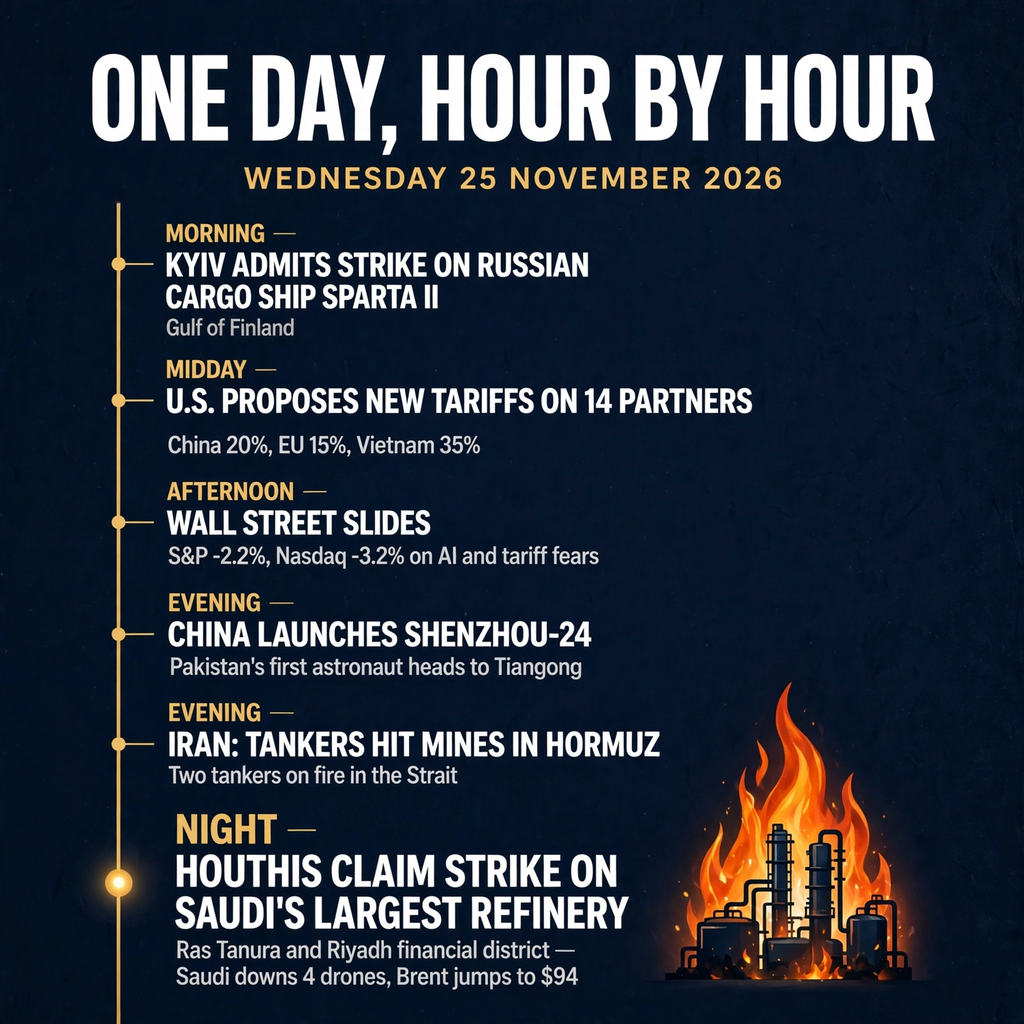 ONE DAY, HOUR BY HOUR
WEDNESDAY 25 NOVEMBER 2026
MORNING —
KYIV ADMITS STRIKE ON RUSSIAN
CARGO SHIP SPARTA II
Gulf of Finland
MIDDAY —
U.S. PROPOSES NEW TARIFFS ON 14 PARTNERS
China 20%, EU 15%, Vietnam 35%
AFTERNOON —
WALL STREET SLIDES
S&P -2.2%, Nasdaq -3.2% on AI and tariff fears
EVENING —
CHINA LAUNCHES SHENZHOU-24
Pakistan's first astronaut heads to Tiangong
EVENING —
IRAN: TANKERS HIT MINES IN HORMUZ
Two tankers on fire in the Strait
NIGHT —
HOUTHIS CLAIM STRIKE ON
SAUDI'S LARGEST REFINERY
Ras Tanura and Riyadh financial district —
Saudi downs 4 drones, Brent jumps to $94